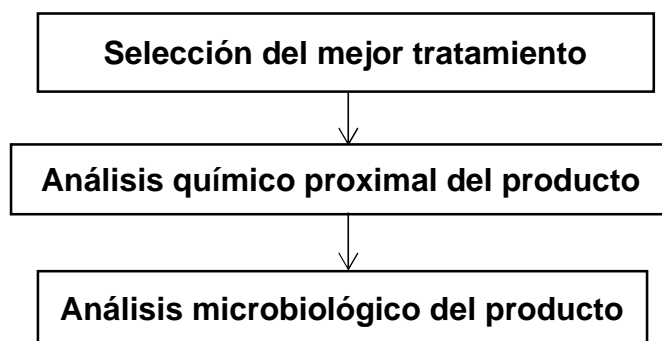 Selección del mejor tratamiento
Análisis químico proximal del producto
Análisis microbiológico del producto